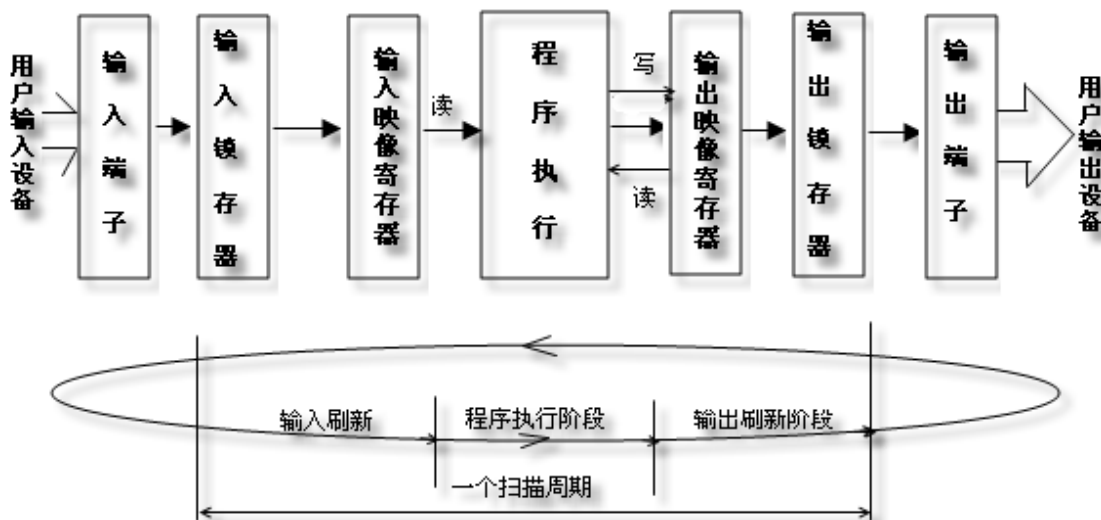 用户输入设备
输入端子
输入镜存器
输入映像寄存器
读
程序执行
写
读
输出映像寄存器
输出镜存器
输出端子
用户输出设备
输入刷新
程序执行阶段
输出刷新阶段
一个扫描周期